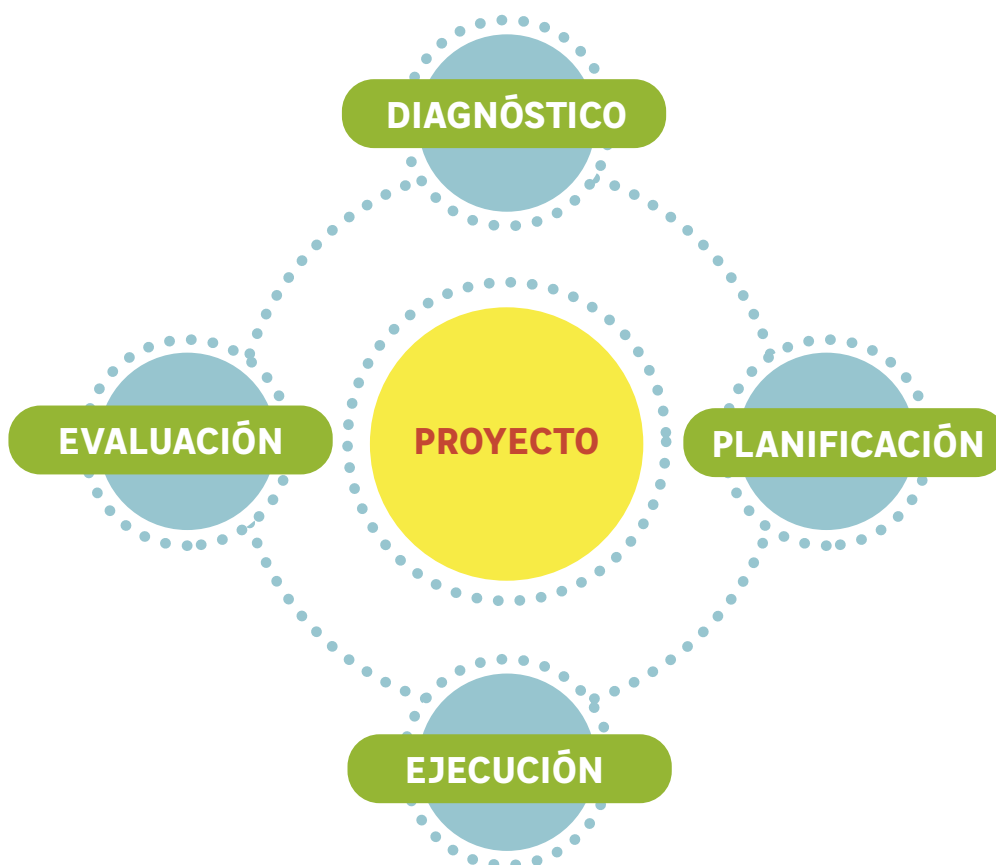 DIAGNÓSTICO
EVALUACIÓN
PROYECTO
PLANIFICACIÓN
EJECUCIÓN